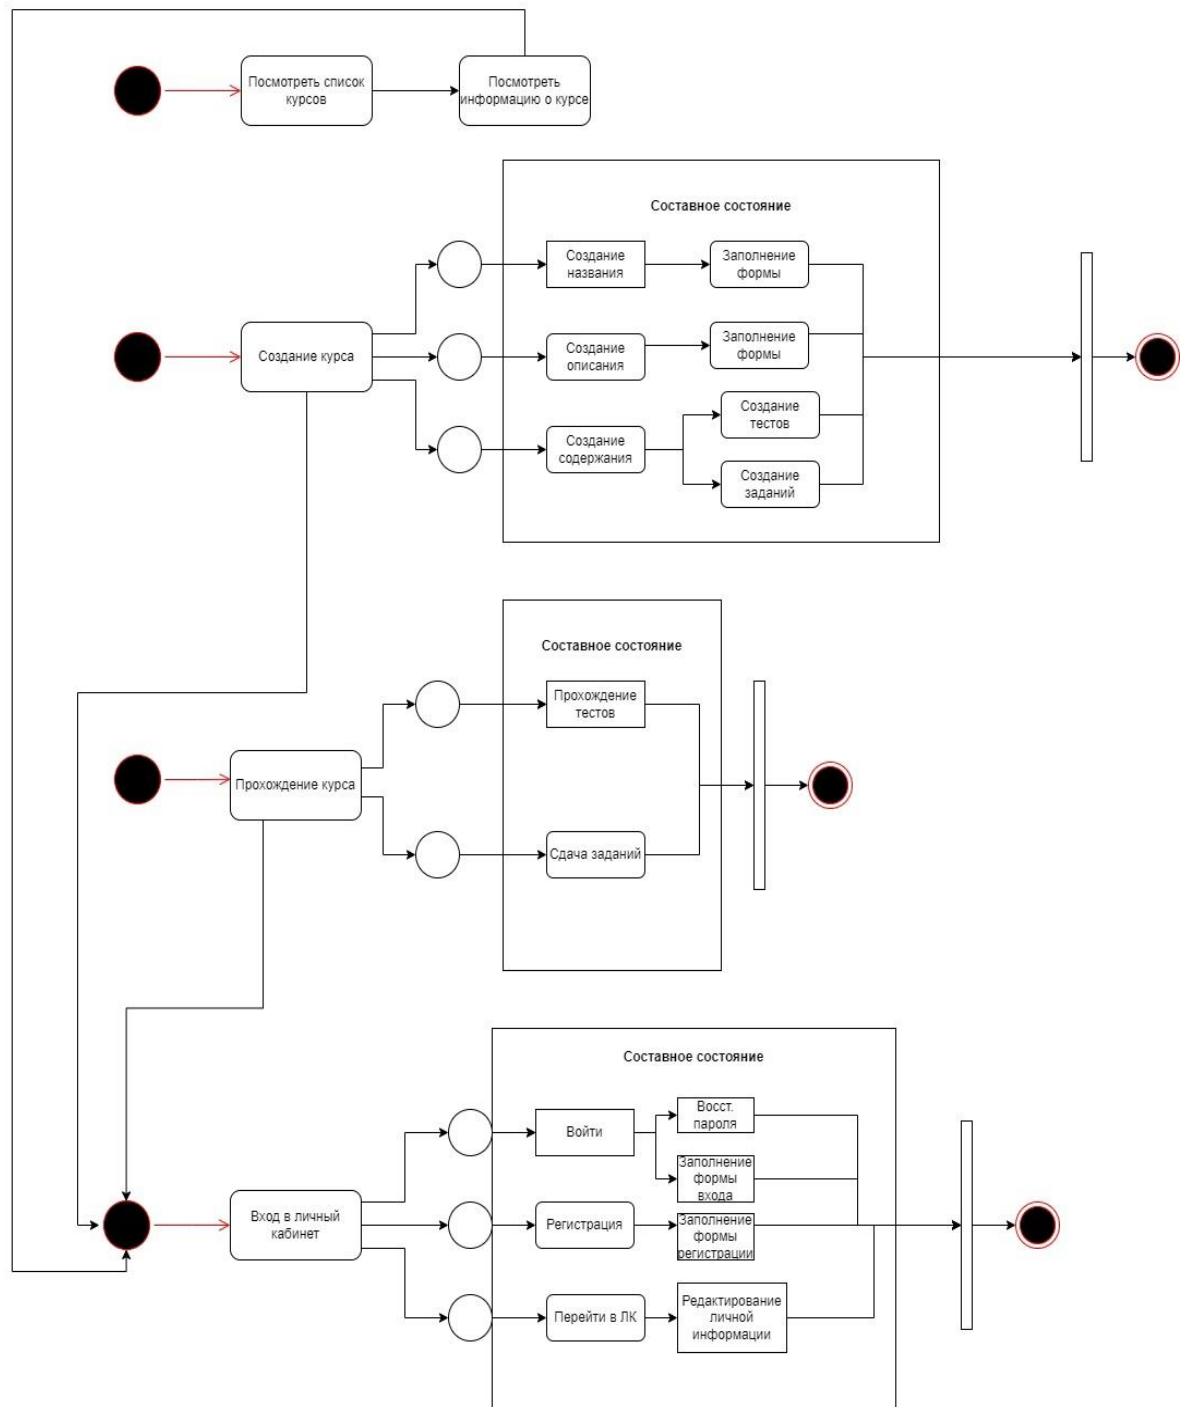 Посмотреть список
курсов
Посмотреть
информацию о курсе
Составное состояние
Создание
названия
Заполнение
формы
Создание курса
Создание
описания
Заполнение
формы
Создание
содержания
Создание
тестов
Создание
заданий
Составное состояние
Прохождение
тестов
Прохождение курса
Сдача заданий
Составное состояние
Войти
Восст.
пароля
Заполнение
формы
входа
Вход в личный
кабинет
Регистрация
Заполнение
формы
регистрации
Перейти в ЛК
Редактирование
личной
информации